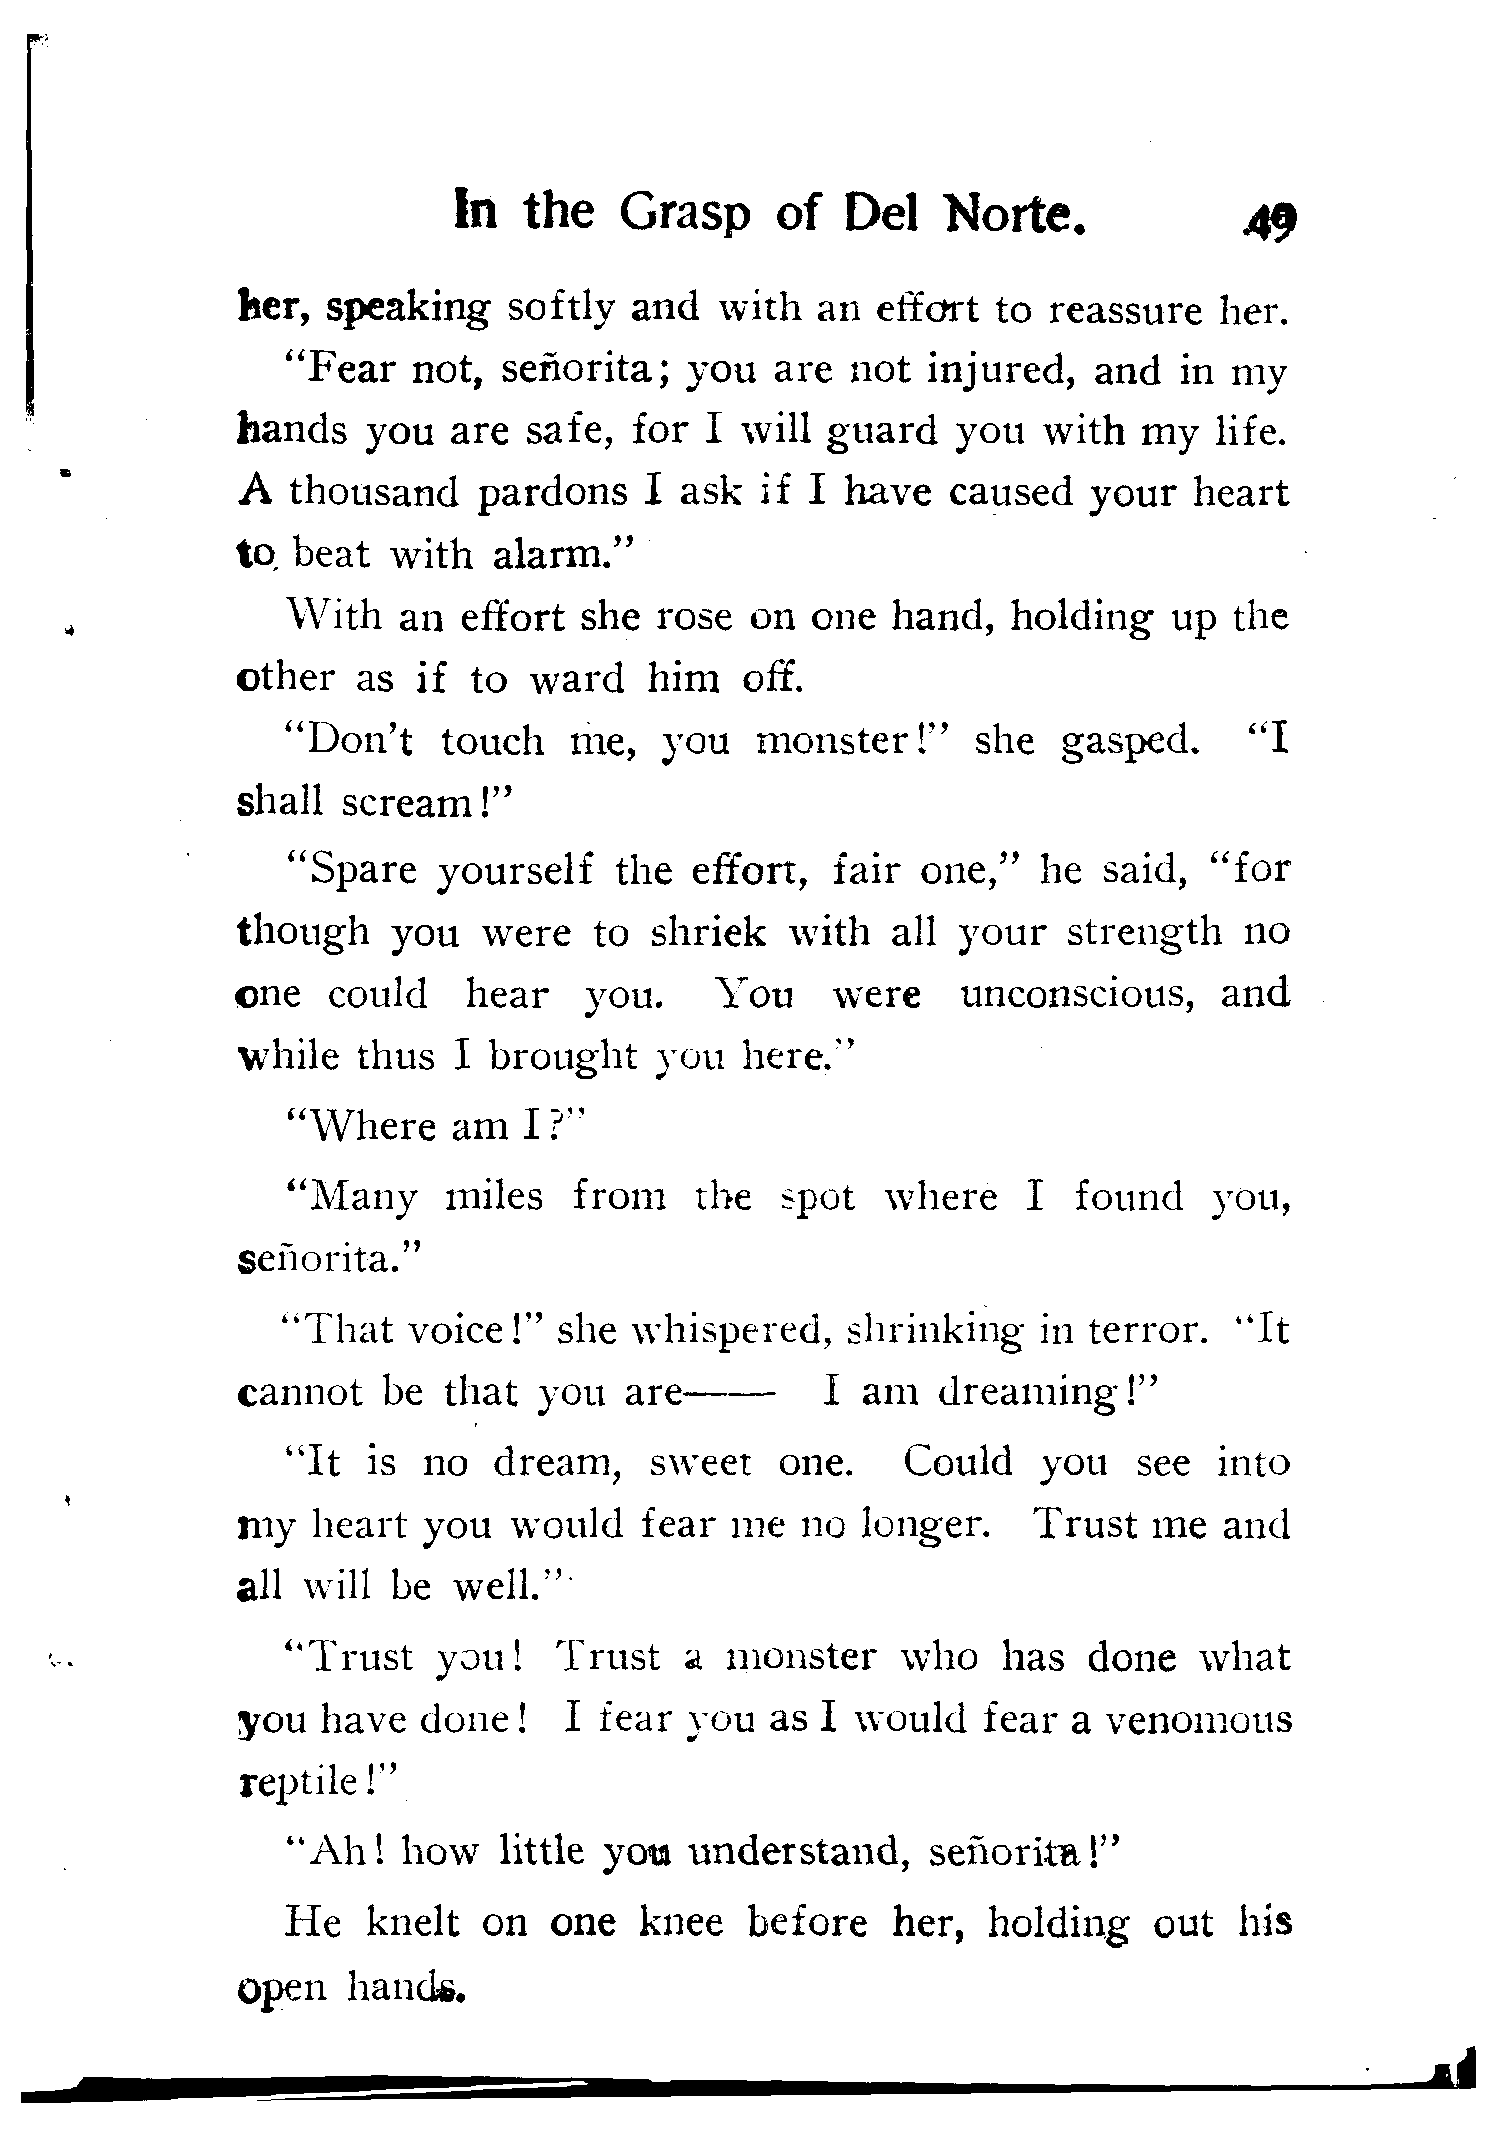 In the Grasp of Del Norte. 49
her, speaking softly and with an effort to reassure her.
“Fear not, señorita; you are not injured, and in my
hands you are safe, for I will guard you with my life.
A thousand pardons I ask if I have caused your heart
to beat with alarm.”
With an effort she rose on one hand, holding up the
other as if to ward him off.
“Don’t touch me, you monster!” she gasped. “I
shall scream!”
“Spare yourself the effort, fair one,” he said, “for
though you were to shriek with all your strength no
one could hear you. You were unconscious, and
while thus I brought you here.”
“Where am I?”
“Many miles from the spot where I found you,
señorita.”
“That voice!” she whispered, shrinking in terror. “It
cannot be that you are—— I am dreaming!”
“It is no dream, sweet one. Could you see into
my heart you would fear me no longer. Trust me and
all will be well.”
“Trust you! Trust a monster who has done what
you have done! I fear you as I would fear a venomous
reptile!”
“Ah! how little you understand, señorita!”
He knelt on one knee before her, holding out his
open hands.